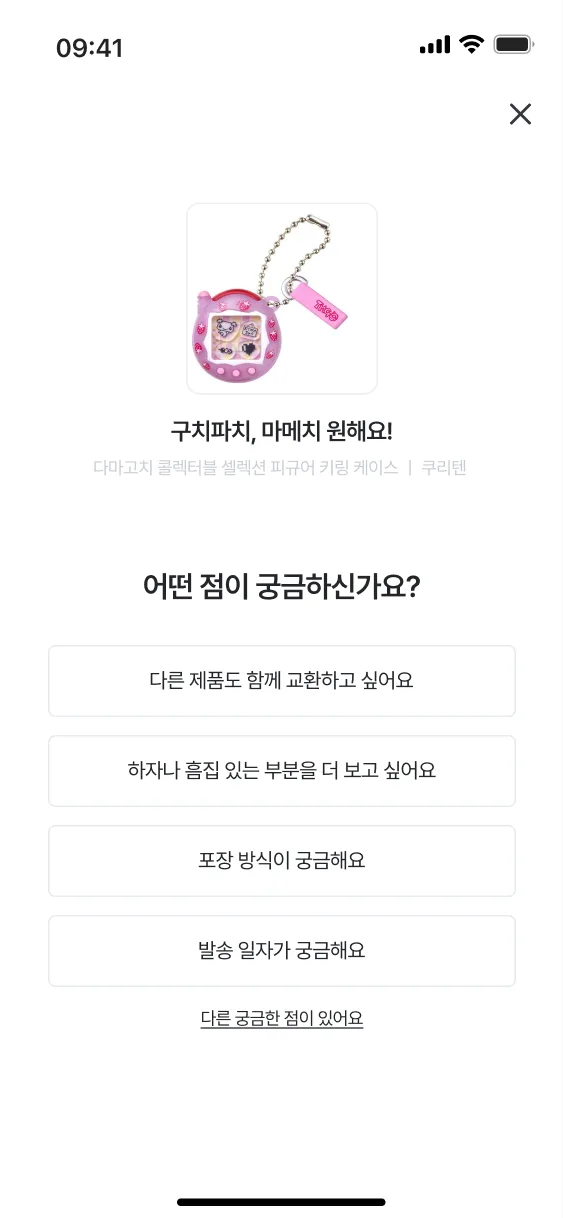 09:41
구치파치, 마메치 원해요!
다마고치 콜렉터블 셀렉션 피규어 키링 케이스 | 쿠리텐
어떤 점이 궁금하신가요?
다른 제품도 함께 교환하고 싶어요
하자나 흠집 있는 부분을 더 보고 싶어요
포장 방식이 궁금해요
발송 일자가 궁금해요
다른 궁금한 점이 있어요